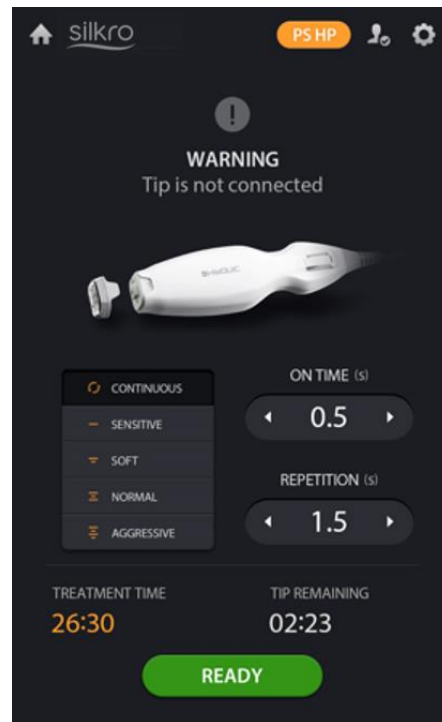 silkro
PS HP
!
WARNING
Tip is not connected
CONTINUOUS
SENSITIVE
SOFT
NORMAL
AGGRESSIVE
ON TIME (s)
0.5
REPETITION (s)
1.5
TREATMENT TIME
26:30
TIP REMAINING
02:23
READY